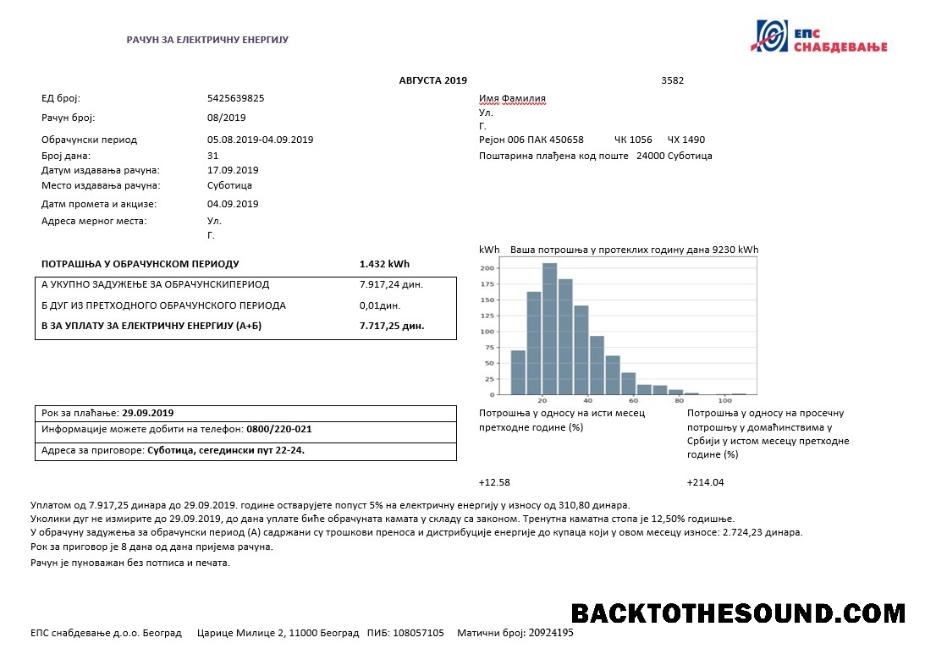 РАЧУН ЗА ЕЛЕКТРИЧНУ ЕНЕРГИЈУ
ЕПС
СНАБДЕВАЊЕ
АВГУСТА 2019 3582
ЕД број: 5425639825
Рачун број: 08/2019
Обрачунски период 05.08.2019-04.09.2019
Број дана: 31
Датум издавања рачуна: 17.09.2019
Место издавања рачуна: Суботица
Датм промета и акцизе: 04.09.2019
Адреса мерног места: Ул.
Г.
Имя Фамилия
Ул.
Г.
Рејон 006 ПАК 450658 ЧК 1056 ЧХ 1490
Поштарина плаћена код поште 24000 Суботица
ПОТРАШЊА У ОБРАЧУНСКОМ ПЕРИОДУ 1.432 kWh
А УКУПНО ЗАДУЖЕЊЕ ЗА ОБРАЧУНСКИПЕРИОД 7.917,24 дин.
Б ДУГ ИЗ ПРЕТХОДНОГ ОБРАЧУНСКОГ ПЕРИОДА 0,01дин.
В ЗА УПЛАТУ ЗА ЕЛЕКТРИЧНУ ЕНЕРГИЈУ (А+Б) 7.717,25 дин.
kWh Ваша потрошња у протеклих годину дана 9230 kWh
200
175
150
125
100
75
50
25
0
20 40 60 80 100
Рок за плаћање: 29.09.2019
Информације можете добити на телефон: 0800/220-021
Адреса за приговоре: Суботица, сегедински пут 22-24.
Потрошња у односу на исти месец
претходне године (%)
+12.58
Потрошња у односу на просечну
потрошњу у домаћинствима у
Србији у истом месецу претходне
године (%)
+214.04
Уплатом од 7.917,25 динара до 29.09.2019. године остварујете попуст 5% на електричну енергију у износу од 310,80 динара.
Уколики дуг не измирите до 29.09.2019, до дана уплате биће обрачуната камата у складу са законом. Тренутна каматна стопа је 12,50% годишње.
У обрачуну задужења за обрачунски период (А) садржани су трошкови преноса и дистрибуције енергије до купаца који у овом месецу износе: 2.724,23 динара.
Рок за приговор је 8 дана од дана пријема рачуна.
Рачун је пуноважан без потписа и печата.
BACKTOTHESOUND.COM
ЕПС снабдевање д.о.о. Београд Царице Милице 2, 11000 Београд ПИБ: 108057105 Матични број: 20924195